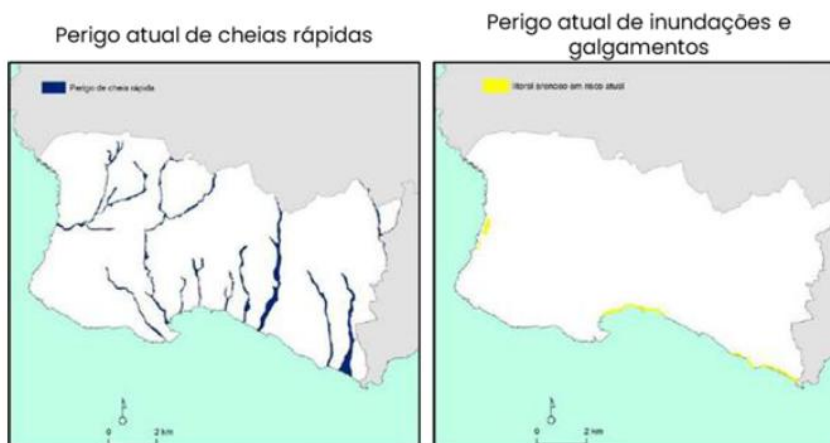 Perigo atual de cheias rápidas
Perigo de cheia rápida
0 2 km
Perigo atual de inundações e
galgamentos
litoral arenoso em risco atual
0 2 km